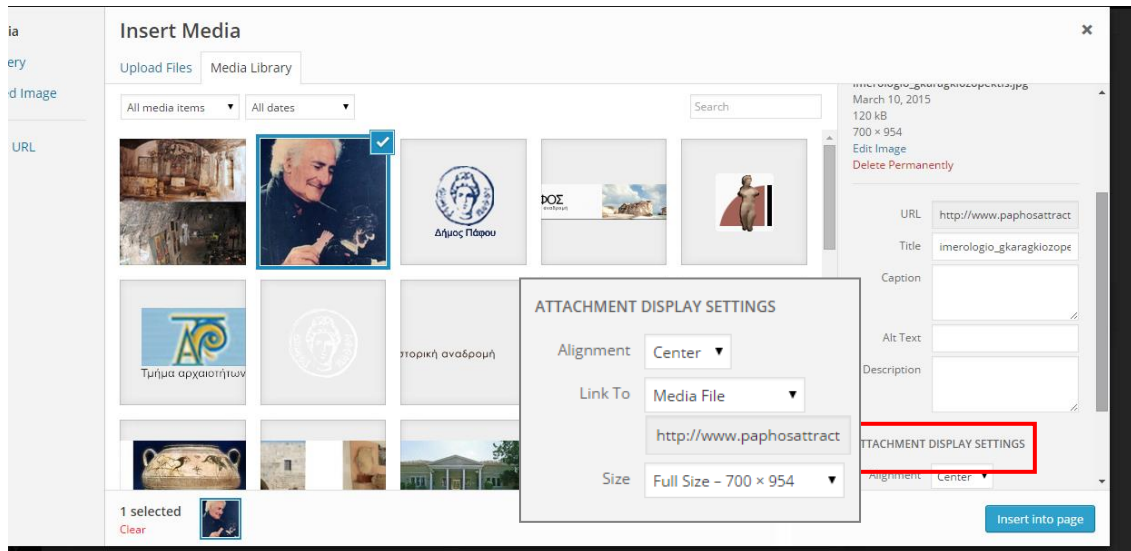 ia
ery
d Image
URL
Insert Media
×
Upload Files Media Library
All media items All dates Search
imerologio_gkaragkiozopektis.jpg
March 10, 2015
120 kB
700 × 954
Edit Image
Delete Permanently
Δήμος Πάφου
ΟΣ
Τμήμα αρχαιοτήτων
τορική αναδρομή
URL http://www.paphosattract
Title imerologio_gkaragkiozope
Caption
Alt Text
Description
ATTACHMENT DISPLAY SETTINGS
Alignment Center
Link To Media File
http://www.paphosattract
Size Full Size – 700 × 954
TTACHMENT DISPLAY SETTINGS
Alignment Center
1 selected
Clear
Insert into page